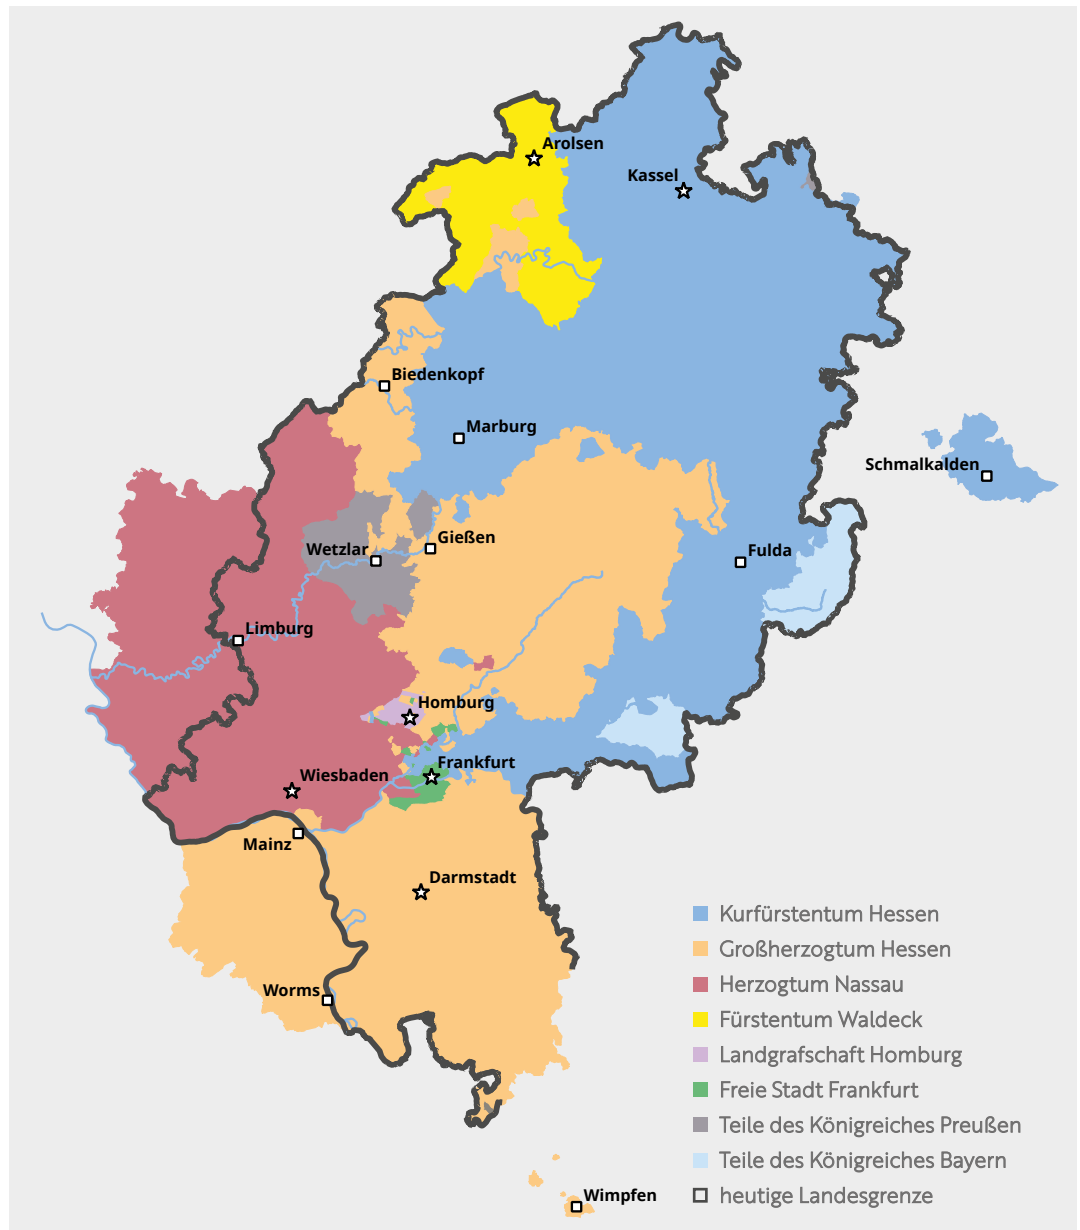 Arolsen
Kassel
Biedenkopf
Marburg
Schmalkalden
Gießen
Wetzlar
Fulda
Limburg
Homburg
Frankfurt
Wiesbaden
Mainz
Darmstadt
Worms
Wimpfen
Kurfürstentum Hessen
Großherzogtum Hessen
Herzogtum Nassau
Fürstentum Waldeck
Landgrafschaft Homburg
Freie Stadt Frankfurt
Teile des Königreiches Preußen
Teile des Königreiches Bayern
heutige Landesgrenze